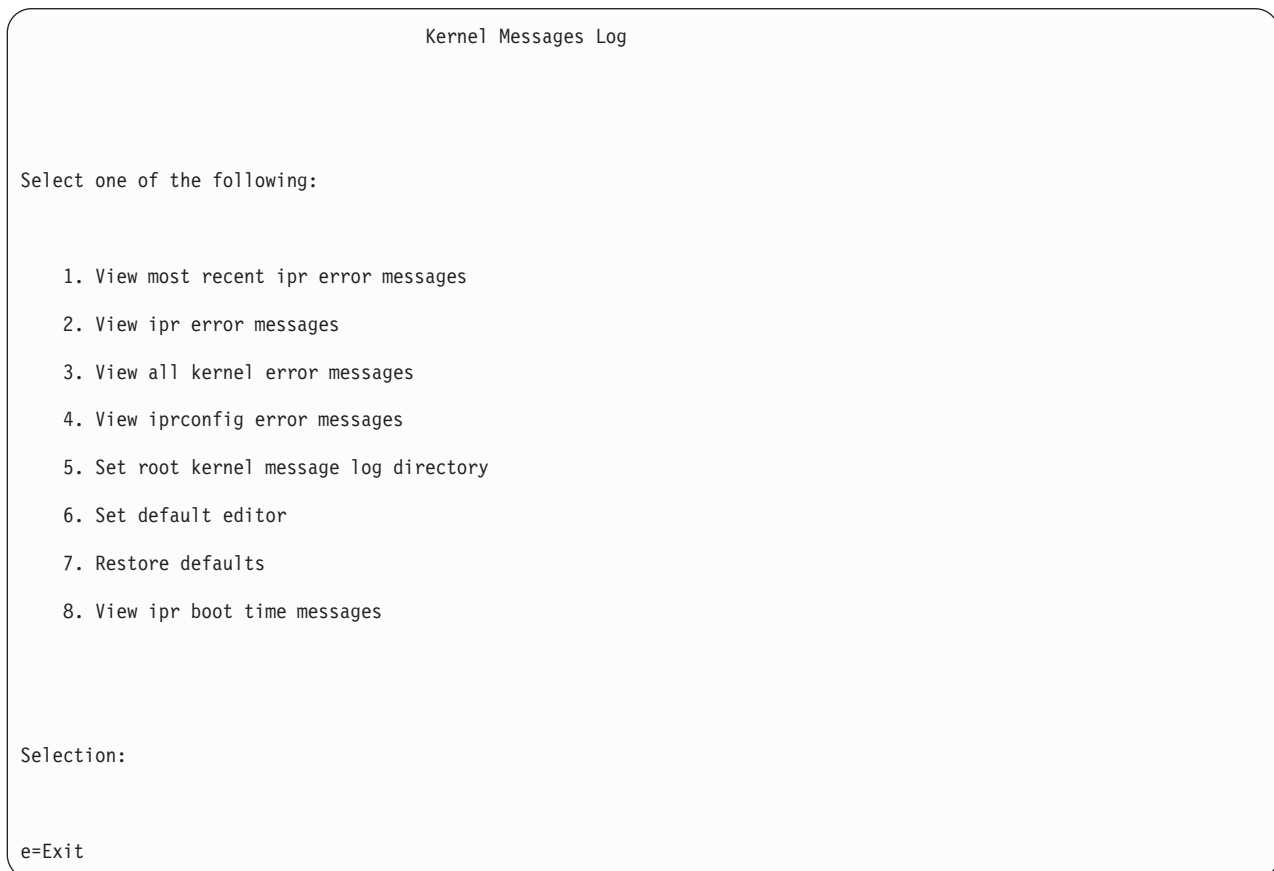 Kernel Messages Log
Select one of the following:
1. View most recent ipr error messages
2. View ipr error messages
3. View all kernel error messages
4. View iprconfig error messages
5. Set root kernel message log directory
6. Set default editor
7. Restore defaults
8. View ipr boot time messages
Selection:
e=Exit